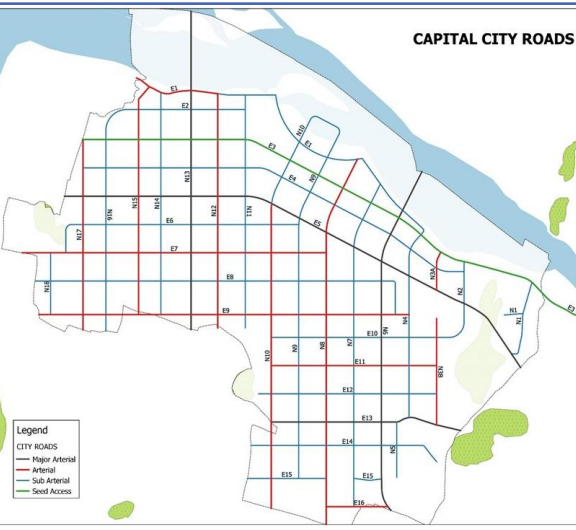 CAPITAL CITY ROADS
E1
E2
N10
E1
E3
N13
E4
N9
N16
N15
N14
N12
N11
E6
E5
N17
E7
N3A
N18
E8
N2
E9
N1
N1
E3
N4
E10
N6
N10
N9
N8
N7
E11
E12
E13
E14
N5
E15
E15
E16
Legend
CITY ROADS
Major Arterial
Arterial
Sub Arterial
Seed Access